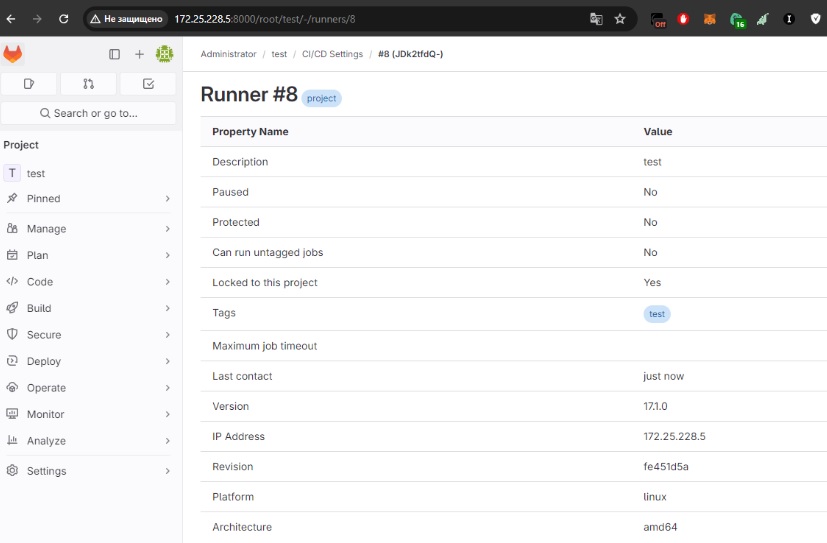 Не защищено 172.25.228.5:8000/root/test/-/runners/8
Off
16
Administrator / test / CI/CD Settings / #8 (JDk2tfdQ-)
Search or go to...
Project
T test
Pinned
Manage
Plan
Code
Build
Secure
Deploy
Operate
Monitor
Analyze
Settings
Runner #8 project
Property Name Value
Description test
Paused No
Protected No
Can run untagged jobs No
Locked to this project Yes
Tags test
Maximum job timeout
Last contact just now
Version 17.1.0
IP Address 172.25.228.5
Revision fe451d5a
Platform linux
Architecture amd64